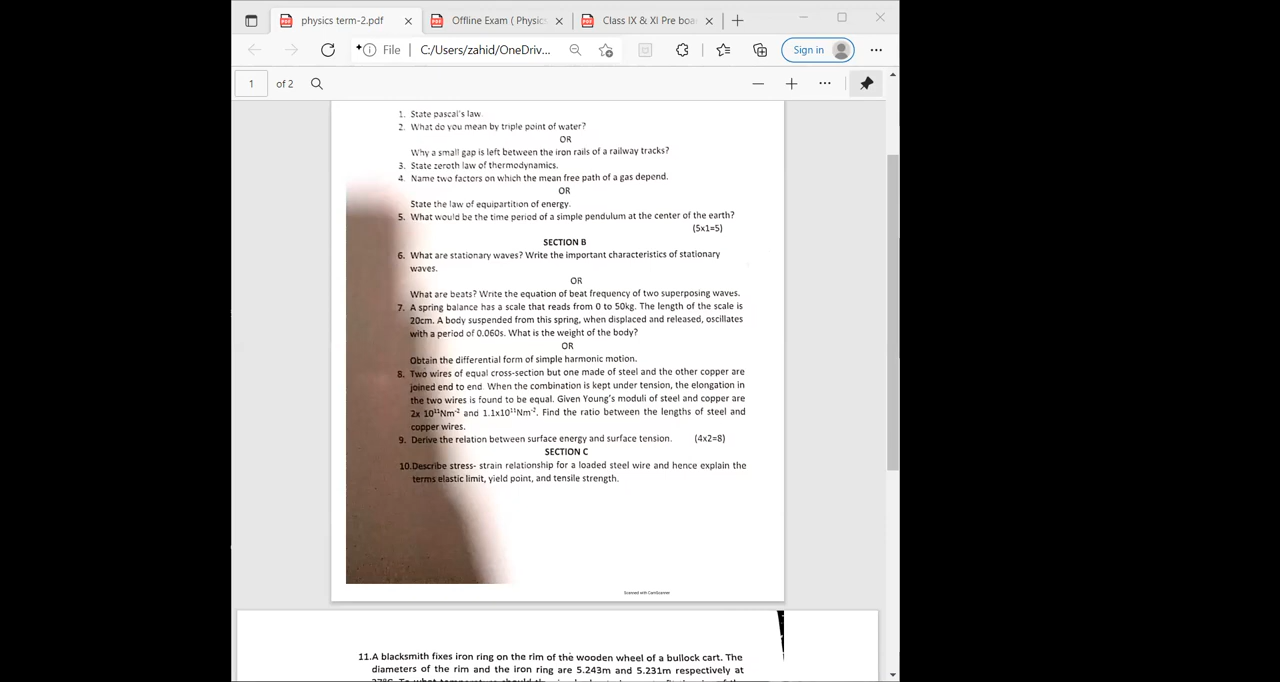 physics term-2.pdf
Offline Exam ( Physics
Class IX & XI Pre boa
File
C:/Users/zahid/OneDriv...
Sign in
1 of 2
1. State pascal's law.
2. What do you mean by triple point of water?
OR
Why a small gap is left between the iron rails of a railway tracks?
3. State zeroth law of thermodynamics.
4. Name two factors on which the mean free path of a gas depend.
OR
State the law of equipartition of energy.
5. What would be the time period of a simple pendulum at the center of the earth?
(5x1=5)
SECTION B
6. What are stationary waves? Write the important characteristics of stationary
waves.
OR
What are beats? Write the equation of beat frequency of two superposing waves.
7. A spring balance has a scale that reads from 0 to 50kg. The length of the scale is
20cm. A body suspended from this spring, when displaced and released, oscillates
with a period of 0.060s. What is the weight of the body?
OR
Obtain the differential form of simple harmonic motion.
8. Two wires of equal cross-section but one made of steel and the other copper are
joined end to end. When the combination is kept under tension, the elongation in
the two wires is found to be equal. Given Young's moduli of steel and copper are
2x 10¹¹Nm⁻² and 1.1x10¹¹Nm⁻². Find the ratio between the lengths of steel and
copper wires.
9. Derive the relation between surface energy and surface tension. (4x2=8)
SECTION C
10.Describe stress- strain relationship for a loaded steel wire and hence explain the
terms elastic limit, yield point, and tensile strength.
Scanned with CamScanner
11.A blacksmith fixes iron ring on the rim of the wooden wheel of a bullock cart. The
diameters of the rim and the iron ring are 5.243m and 5.231m respectively at